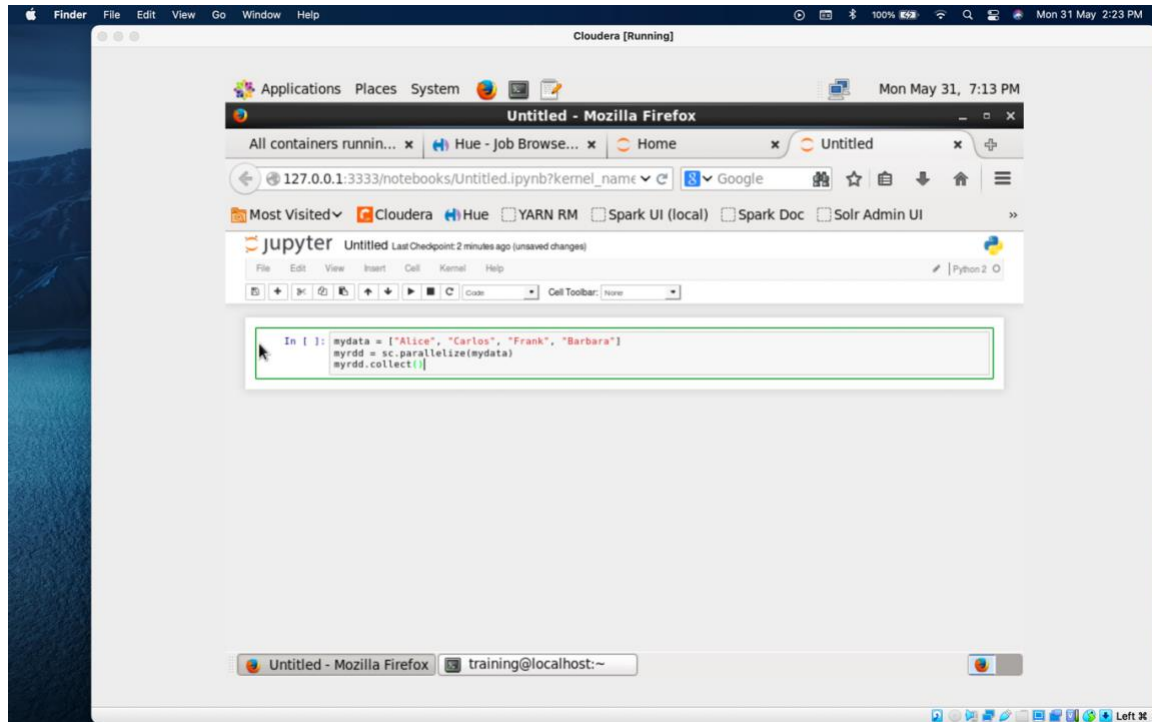 Finder File Edit View Go Window Help 100% Mon 31 May 2:23 PM
Cloudera [Running]
Applications Places System Mon May 31, 7:13 PM
Untitled - Mozilla Firefox
All containers runnin... Hue - Job Browse... Home Untitled
127.0.0.1:3333/notebooks/Untitled.ipynb?kernel_name Google
Most Visited Cloudera Hue YARN RM Spark UI (local) Spark Doc Solr Admin UI »
jupyter Untitled Last Checkpoint: 2 minutes ago (unsaved changes)
File Edit View Insert Cell Kernel Help Python 2
Code Cell Toolbar: None
In [ ]: mydata = ["Alice", "Carlos", "Frank", "Barbara"]
myrdd = sc.parallelize(mydata)
myrdd.collect()
Untitled - Mozilla Firefox training@localhost:~
Left ⌘